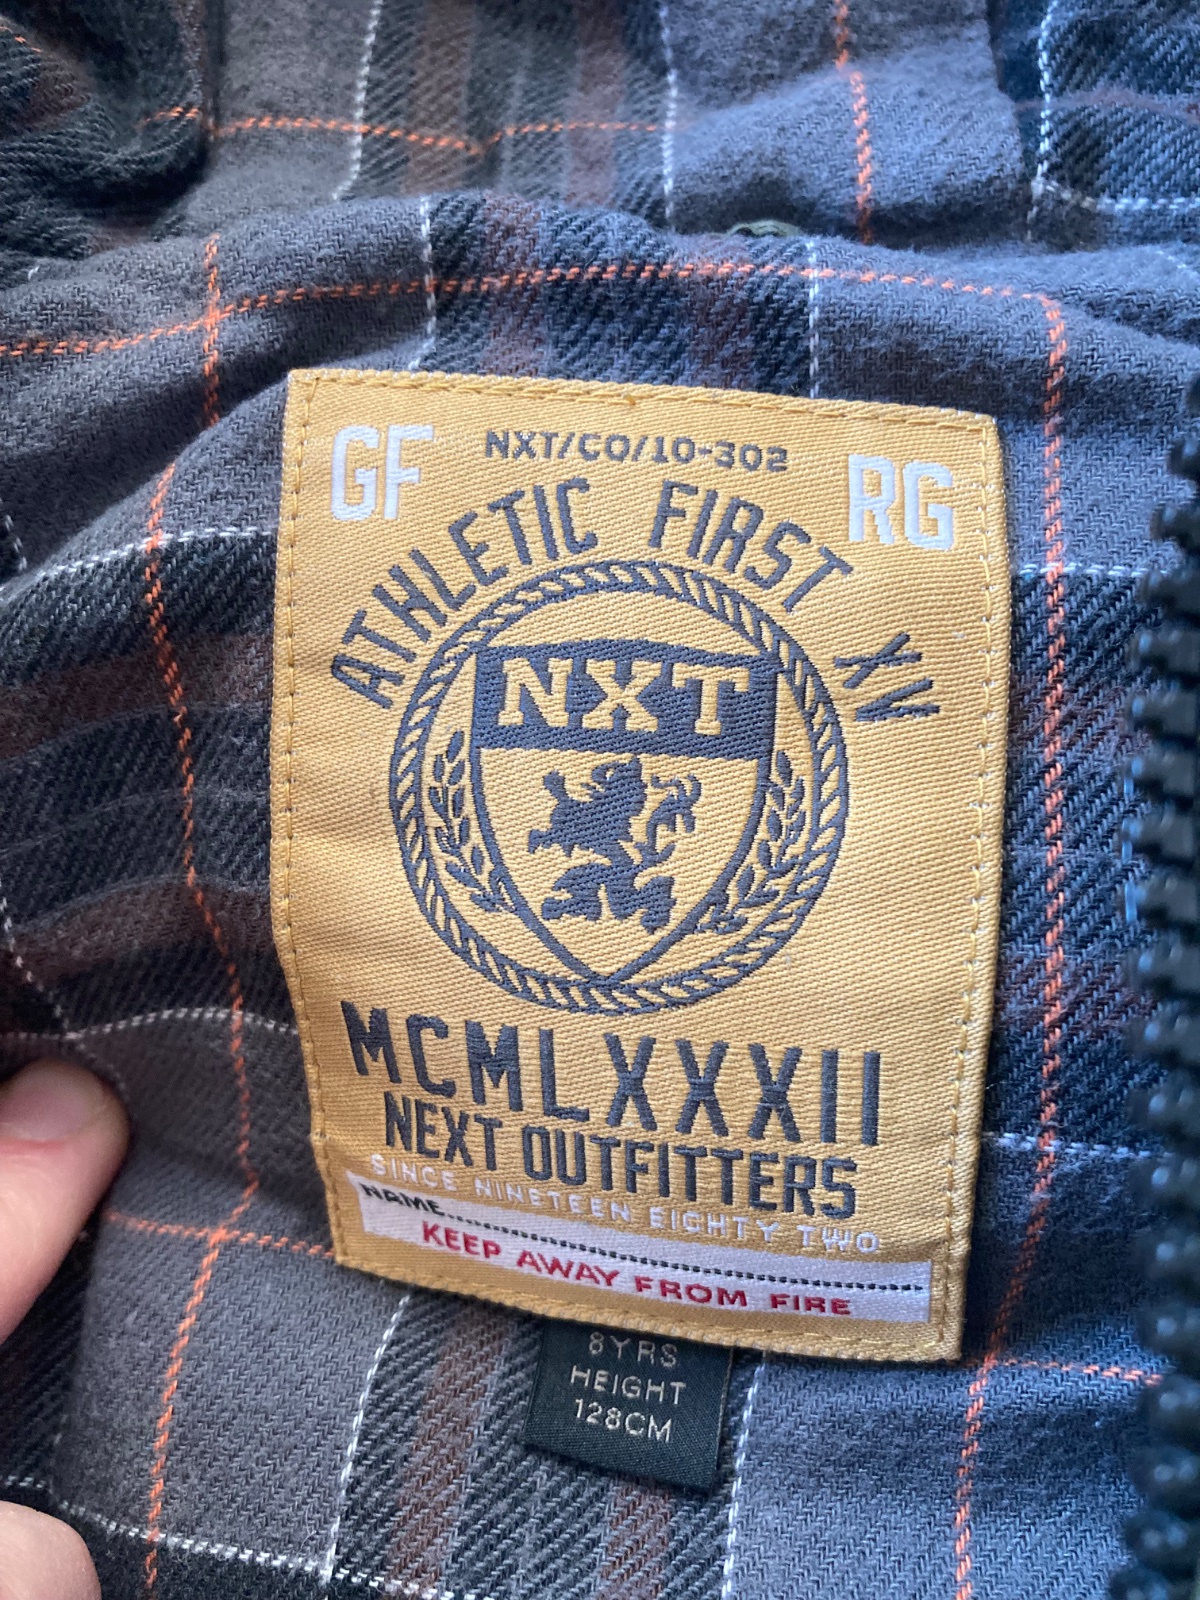 GF NXT/CO/10-302 RG
ATHLETIC FIRST XV
NXT
MCMLXXXII
NEXT OUTFITTERS
SINCE NINETEEN EIGHTY TWO
NAME..........
KEEP AWAY FROM FIRE
8YRS
HEIGHT
128CM